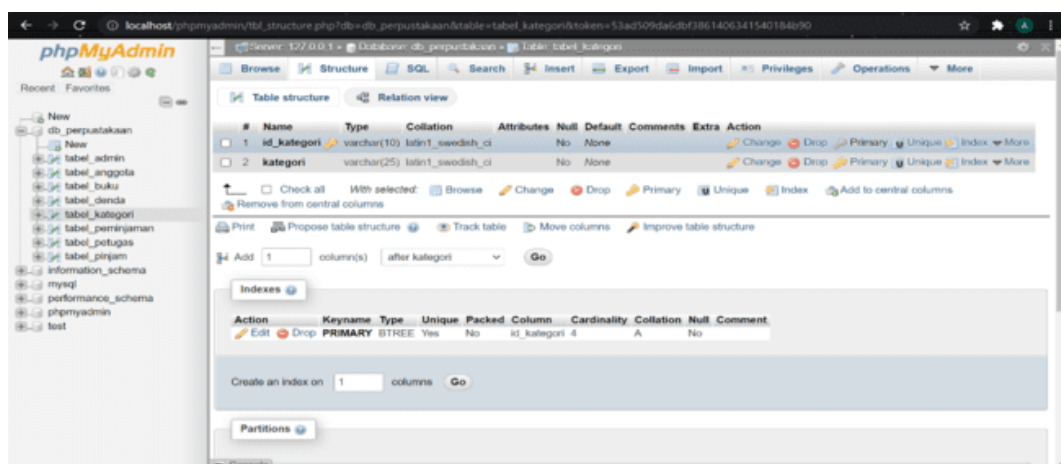 localhost/phpmyadmin/tbl_structure.php?db=db_perpustakaan&table=tabel_kategori&token=53ad509da6dbf3861406341540184b90
phpMyAdmin
Server: 127.0.0.1 » Database: db_perpustakaan » Table: tabel_kategori
Browse Structure SQL Search Insert Export Import Privileges Operations More
Recent Favorites
New
db_perpustakaan
New
tabel_admin
tabel_anggota
tabel_buku
tabel_denda
tabel_kategori
tabel_peminjaman
tabel_petugas
tabel_pinjam
information_schema
mysql
performance_schema
phpmyadmin
test
Table structure Relation view
# Name Type Collation Attributes Null Default Comments Extra Action
1 id_kategori varchar(10) latin1_swedish_ci No None Change Drop Primary Unique Index More
2 kategori varchar(25) latin1_swedish_ci No None Change Drop Primary Unique Index More
Check all With selected: Browse Change Drop Primary Unique Index Add to central columns
Remove from central columns
Print Propose table structure Track table Move columns Improve table structure
Add 1 column(s) after kategori Go
Indexes
Action Keyname Type Unique Packed Column Cardinality Collation Null Comment
Edit Drop PRIMARY BTREE Yes No id_kategori 4 A No
Create an index on 1 columns Go
Partitions
Console